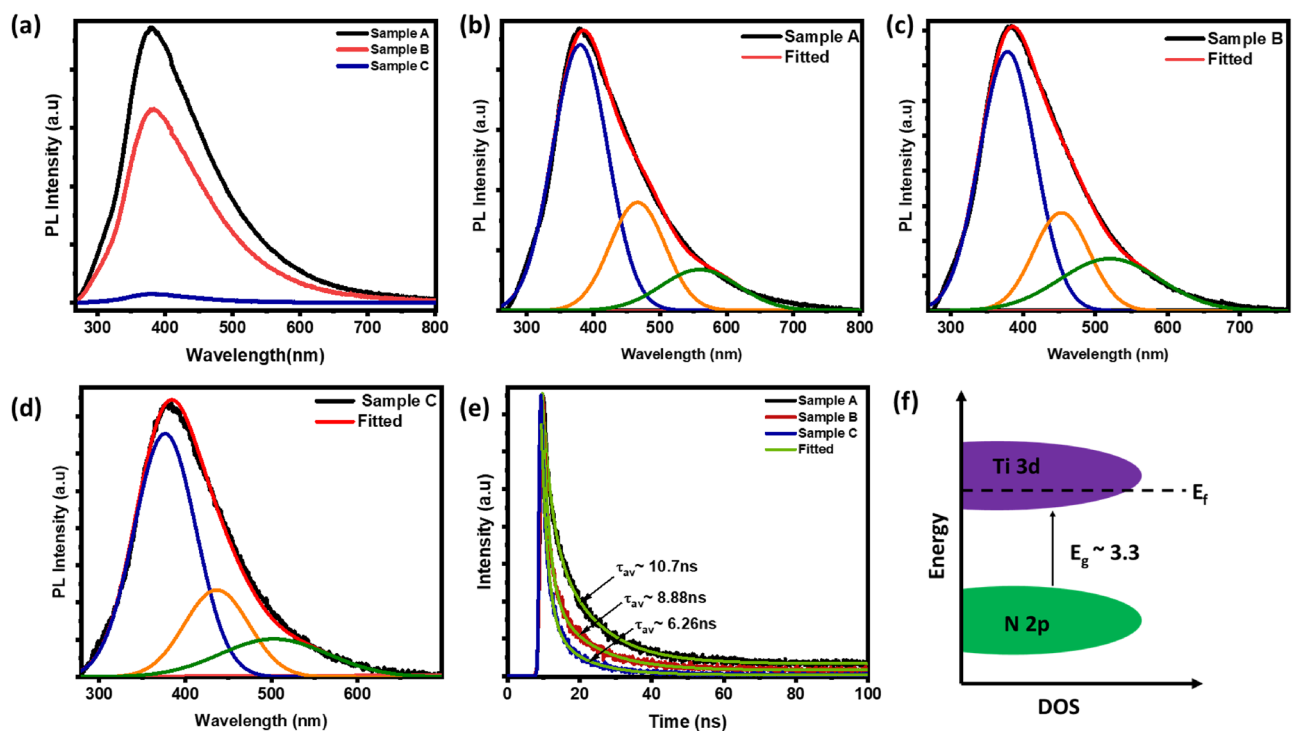 (a)
Sample A
Sample B
Sample C
PL Intensity (a.u)
300 400 500 600 700 800
Wavelength(nm)
(b)
Sample A
Fitted
PL Intensity (a.u)
300 400 500 600 700 800
Wavelength (nm)
(c)
Sample B
Fitted
PL Intensity (a.u)
300 400 500 600 700
Wavelength (nm)
(d)
Sample C
Fitted
PL Intensity (a.u)
300 400 500 600
Wavelength (nm)
(e)
Sample A
Sample B
Sample C
Fitted
τav~ 10.7ns
τav~ 8.88ns
τav~ 6.26ns
Intensity (a.u)
0 20 40 60 80 100
Time (ns)
(f)
Ti 3d
Ef
Eg ~ 3.3
N 2p
Energy
DOS